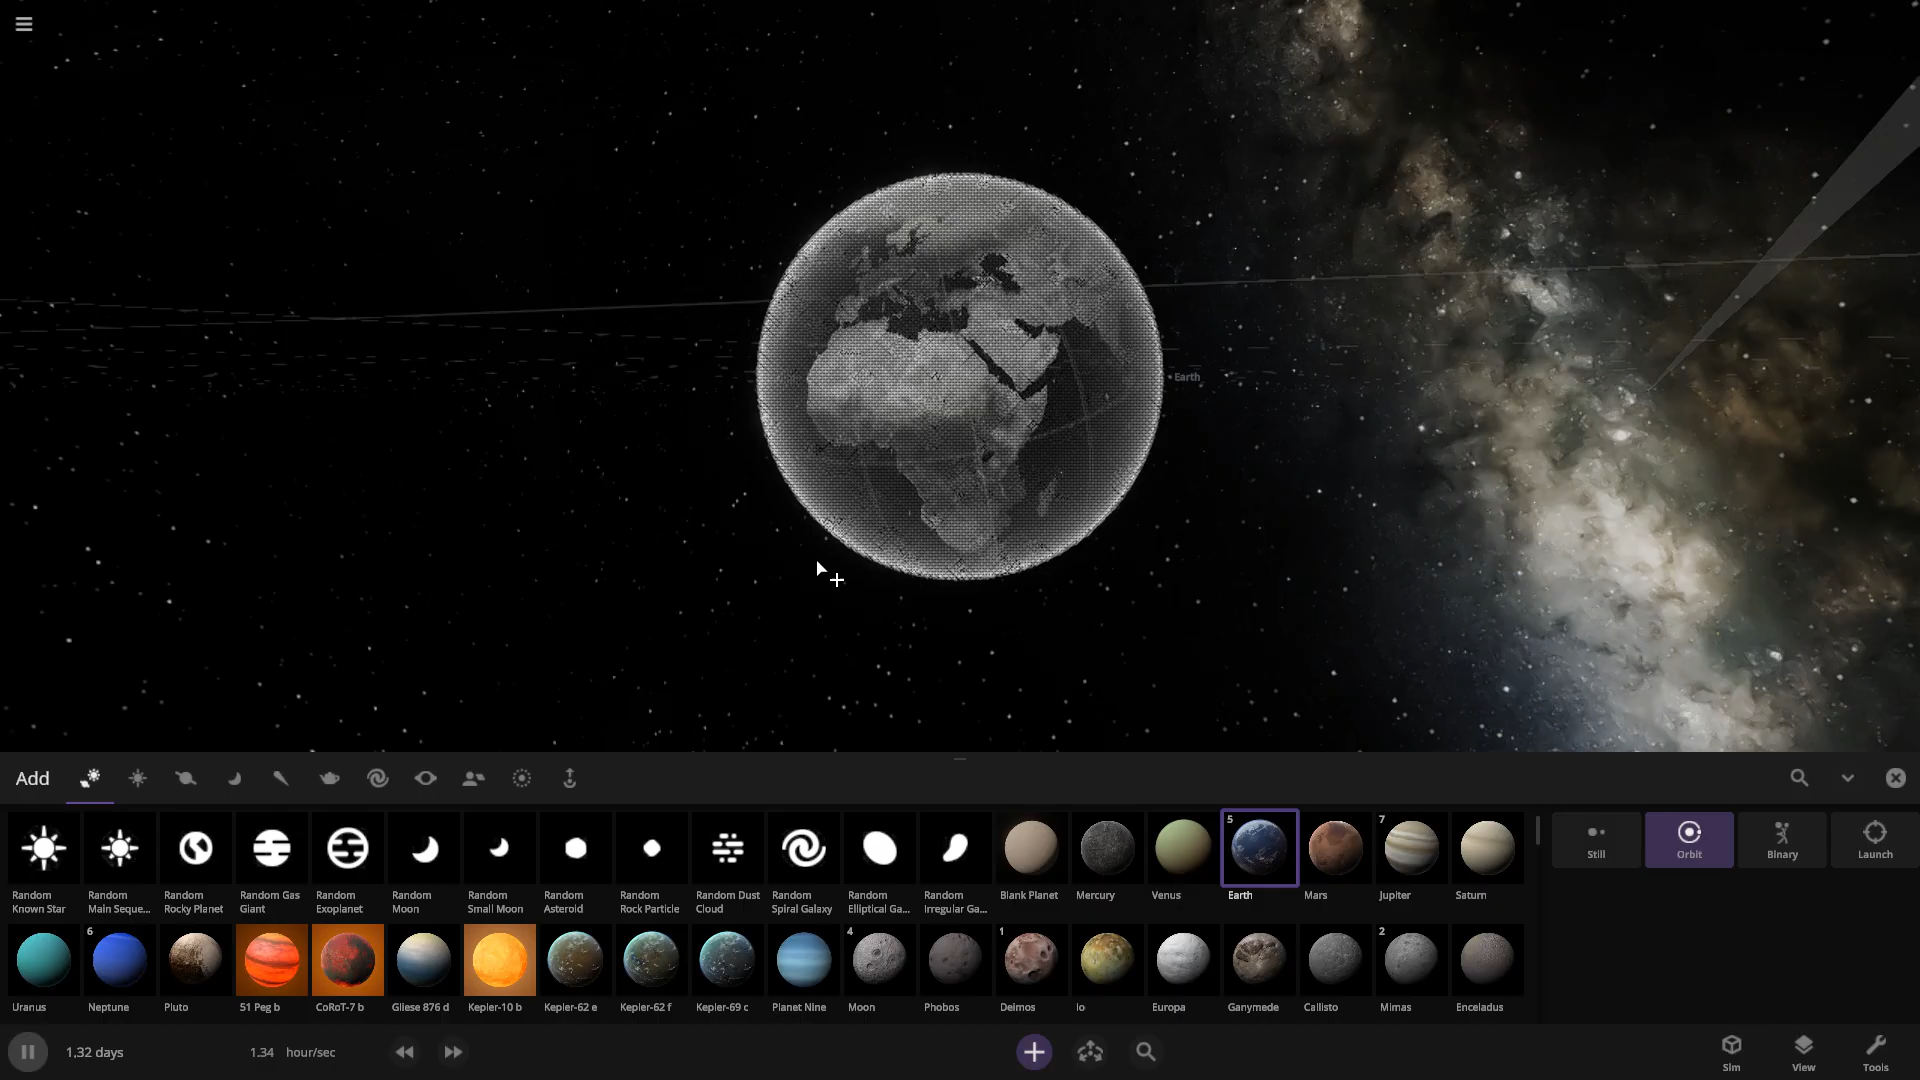 Earth
Add
5
7
Random Known Star
Random Main Seque...
Random Rocky Planet
Random Gas Giant
Random Exoplanet
Random Moon
Random Small Moon
Random Asteroid
Random Rock Particle
Random Dust Cloud
Random Spiral Galaxy
Random Elliptical Ga...
Random Irregular Ga...
Blank Planet
Mercury
Venus
Earth
Mars
Jupiter
Saturn
Still
Orbit
Binary
Launch
6
4
1
2
Uranus
Neptune
Pluto
51 Peg b
CoRoT-7 b
Gliese 876 d
Kepler-10 b
Kepler-62 e
Kepler-62 f
Kepler-69 c
Planet Nine
Moon
Phobos
Deimos
Io
Europa
Ganymede
Callisto
Mimas
Enceladus
1,32 days
1.34 hour/sec
Sim
View
Tools